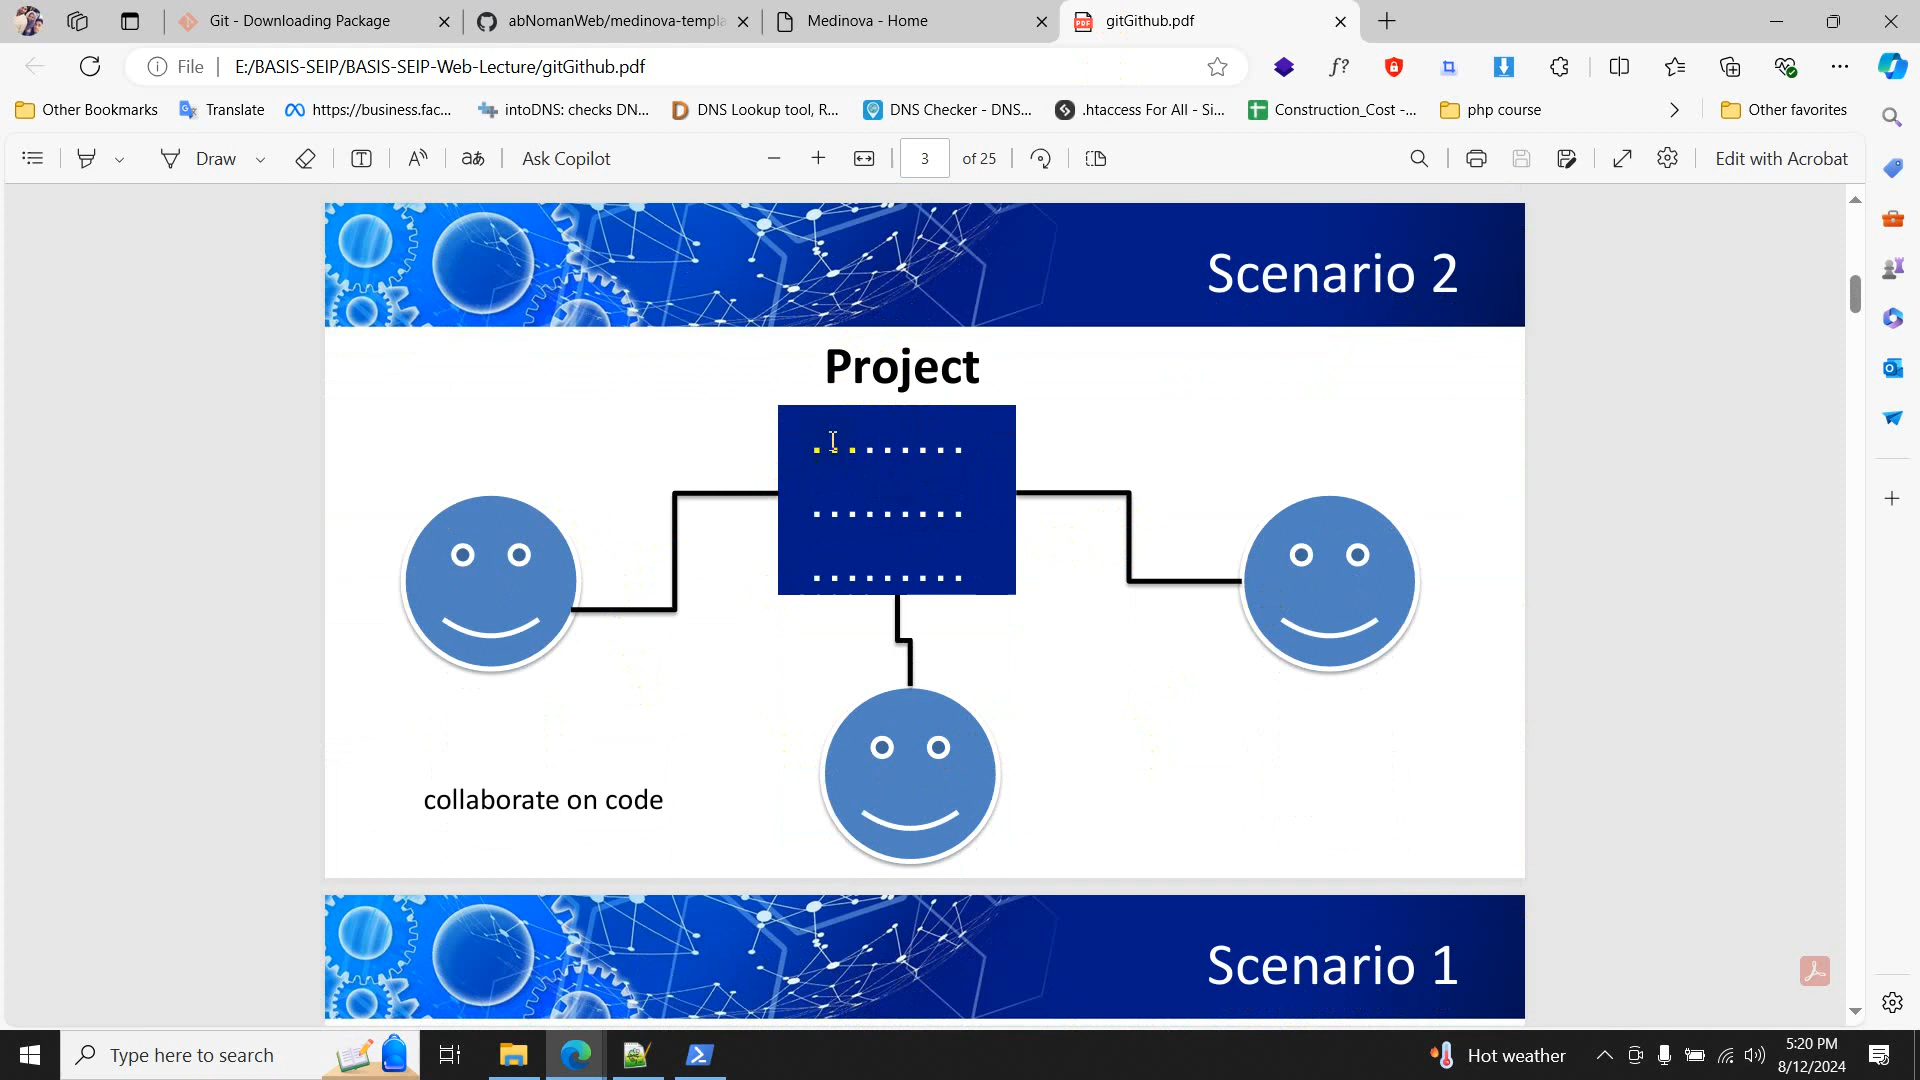 Git - Downloading Package
abNomanWeb/medinova-templa
Medinova - Home
gitGithub.pdf
File
E:/BASIS-SEIP/BASIS-SEIP-Web-Lecture/gitGithub.pdf
Other Bookmarks
Translate
https://business.fac...
intoDNS: checks DN...
DNS Lookup tool, R...
DNS Checker - DNS...
.htaccess For All - Si...
Construction_Cost -...
php course
Other favorites
Draw
Ask Copilot
3
of 25
Edit with Acrobat
Scenario 2
Project
. . . . . . . . .
. . . . . . . . .
. . . . . . . . .
collaborate on code
Scenario 1
Type here to search
Hot weather
5:20 PM
8/12/2024